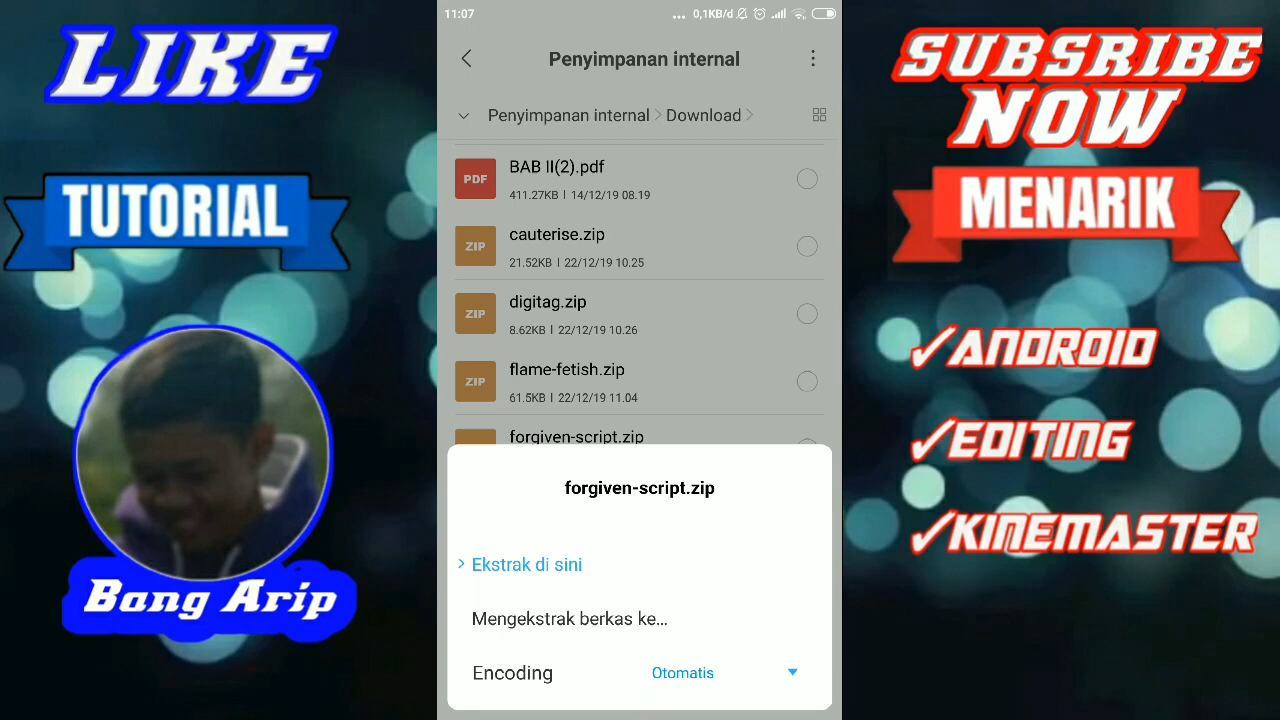 LIKE
TUTORIAL
Bang Arip
11:07
... 0,1KB/d
Penyimpanan internal
Penyimpanan internal > Download >
PDF
BAB II(2).pdf
411.27KB | 14/12/19 08.19
ZIP
cauterise.zip
21.52KB | 22/12/19 10.25
ZIP
digitag.zip
8.62KB | 22/12/19 10.26
ZIP
flame-fetish.zip
61.5KB | 22/12/19 11.04
forgiven-script.zip
forgiven-script.zip
> Ekstrak di sini
Mengekstrak berkas ke...
Encoding Otomatis
SUBSRIBE
NOW
MENARIK
✓ANDROID
✓EDITING
✓KINEMASTER